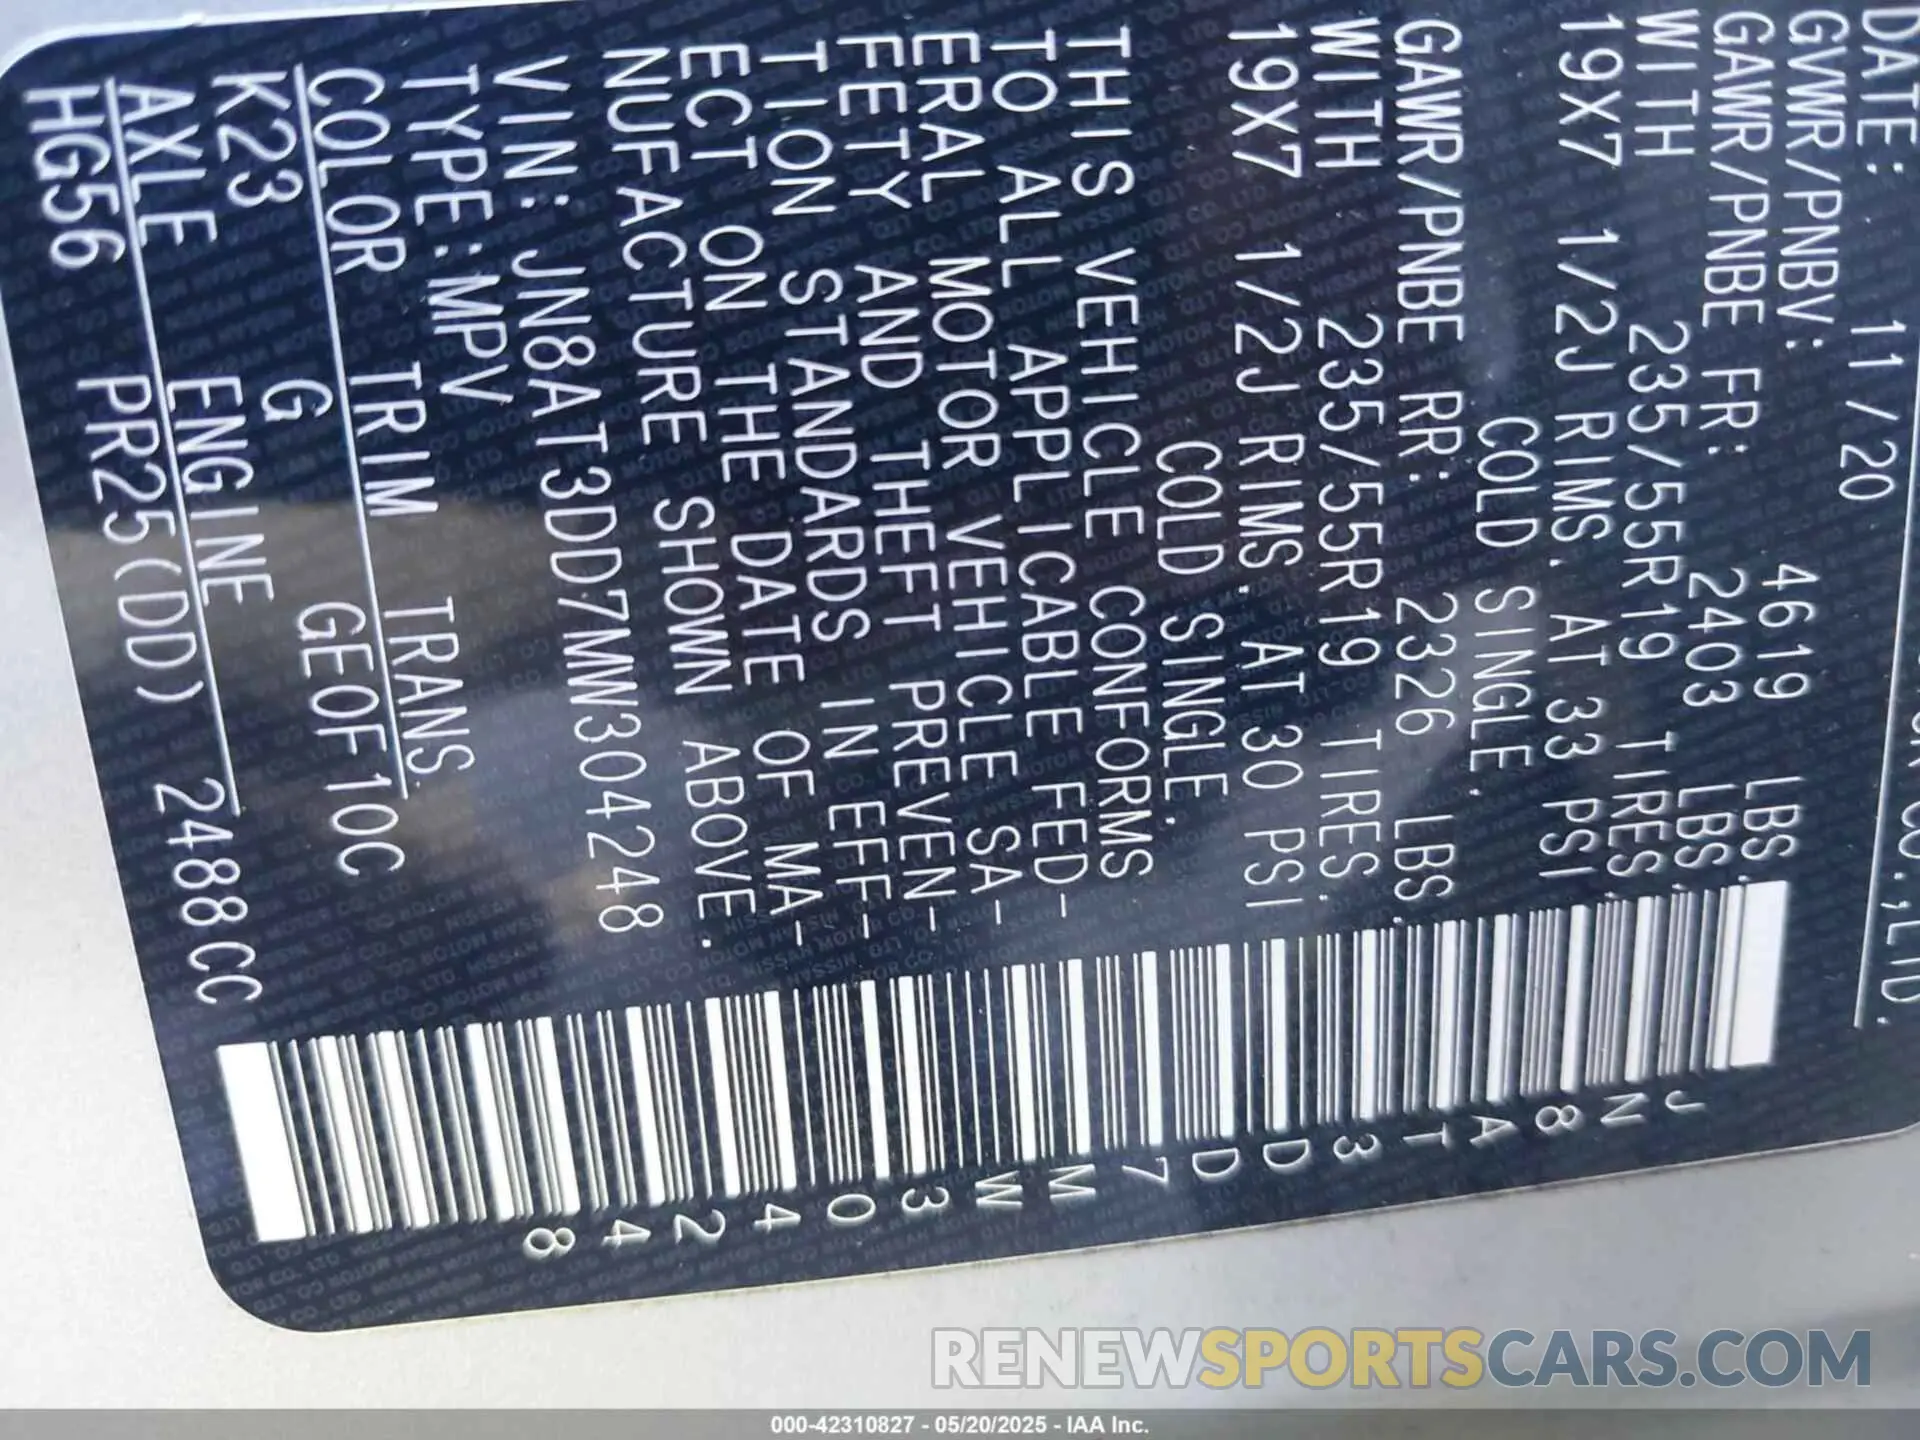 CO.,LTD.
DATE: 11/20
GVWR/PNBV: 4619 LBS.
GAWR/PNBE FR: 2403 LBS.
WITH 235/55R19 TIRES,
19X7 1/2J RIMS, AT 33 PSI
COLD SINGLE,
GAWR/PNBE RR: 2326 LBS.
WITH 235/55R19 TIRES,
19X7 1/2J RIMS, AT 30 PSI
COLD SINGLE,
THIS VEHICLE CONFORMS
TO ALL APPLICABLE FED-
ERAL MOTOR VEHICLE SA-
FETY AND THEFT PREVEN-
TION STANDARDS IN EFF-
ECT ON THE DATE OF MA-
NUFACTURE SHOWN ABOVE.
VIN: JN8AT3DD7MW304248
TYPE:MPV
COLOR TRIM TRANS.
K23 G GEOF10C
AXLE ENGINE
HG56 PR25(DD) 2488CC
JN8AT3DD7MW304248
RENEWSPORTSCARS.COM
000-42310827 - 05/20/2025 - IAA Inc.